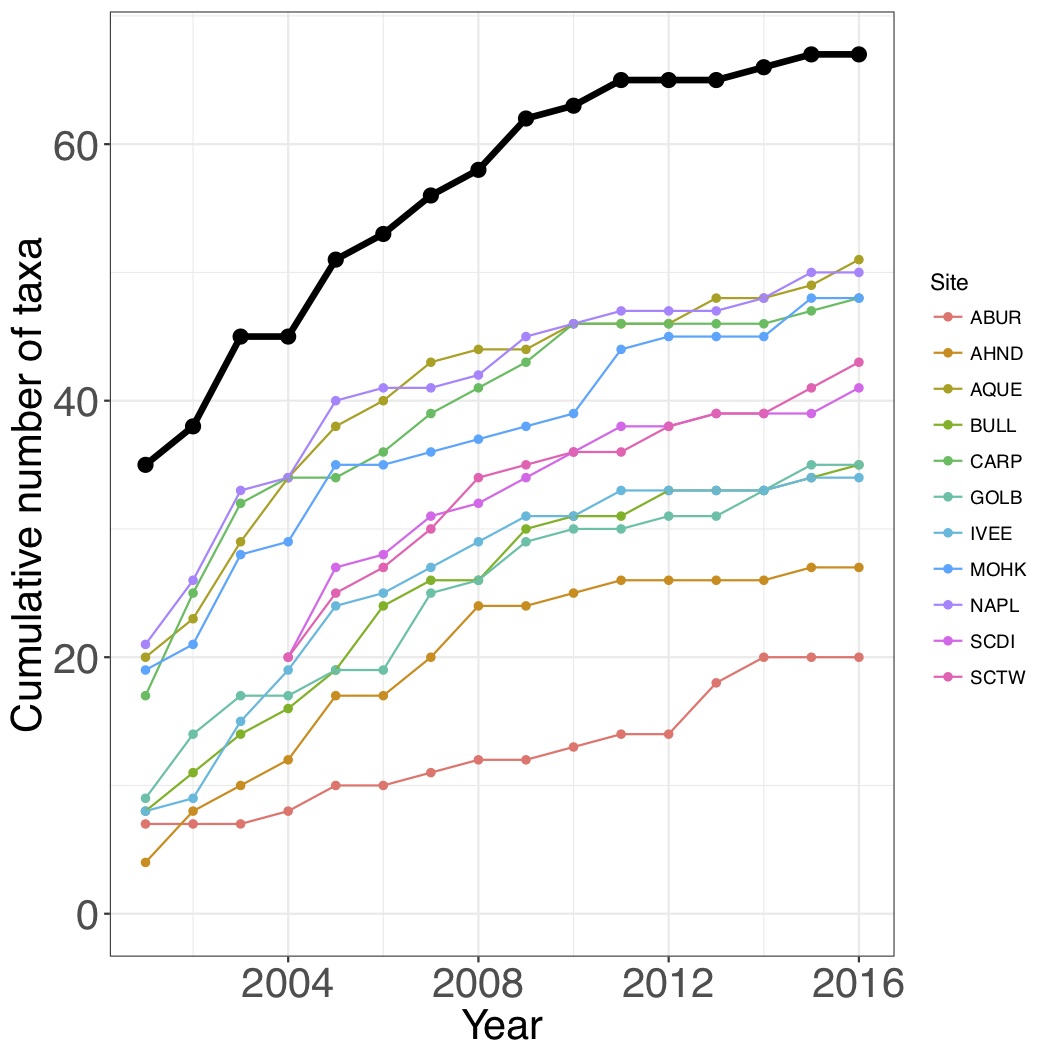 Cumulative number of taxa
60
40
20
0
2004 2008 2012 2016
Year
Site
ABUR
AHND
AQUE
BULL
CARP
GOLB
IVEE
MOHK
NAPL
SCDI
SCTW